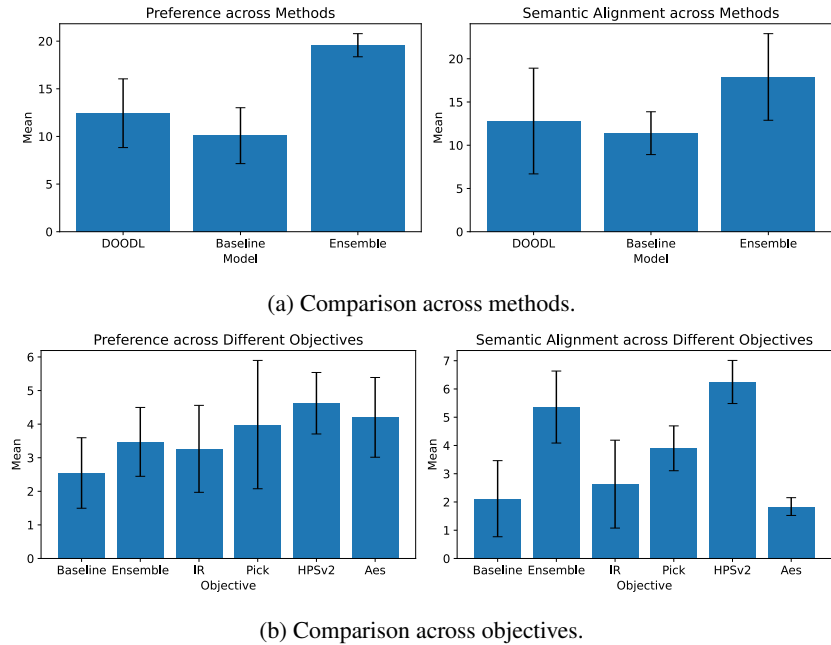 Preference across Methods
Mean
20
15
10
5
0
DOODL Baseline Ensemble
Model
Semantic Alignment across Methods
Mean
20
15
10
5
0
DOODL Baseline Ensemble
Model
(a) Comparison across methods.
Preference across Different Objectives
Mean
6
5
4
3
2
1
0
Baseline Ensemble IR Pick HPSv2 Aes
Objective
Semantic Alignment across Different Objectives
Mean
7
6
5
4
3
2
1
0
Baseline Ensemble IR Pick HPSv2 Aes
Objective
(b) Comparison across objectives.